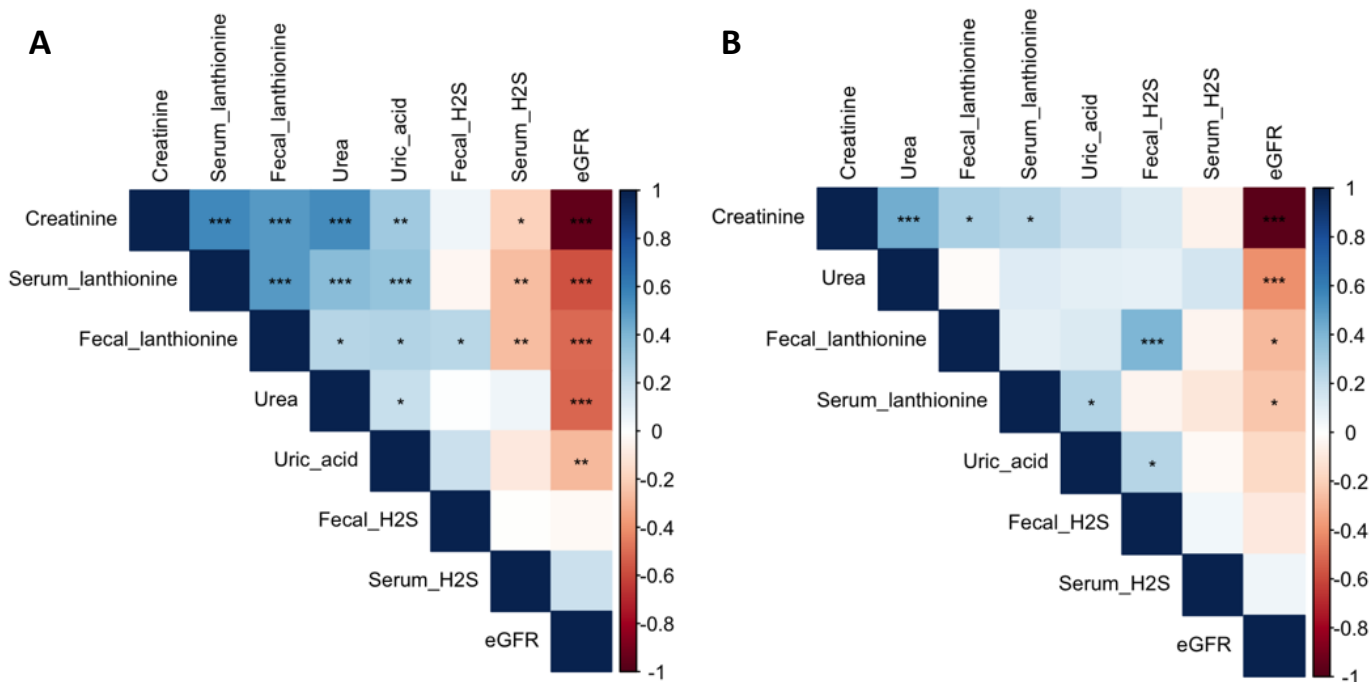 A
Creatinine
Serum_lanthionine
Fecal_lanthionine
Urea
Uric_acid
Fecal_H2S
Serum_H2S
eGFR
Creatinine *** *** *** ** * ***
Serum_lanthionine *** *** *** ** ***
Fecal_lanthionine * * * ** ***
Urea * ***
Uric_acid **
Fecal_H2S
Serum_H2S
eGFR
1
0.8
0.6
0.4
0.2
0
-0.2
-0.4
-0.6
-0.8
-1
B
Creatinine
Urea
Fecal_lanthionine
Serum_lanthionine
Uric_acid
Fecal_H2S
Serum_H2S
eGFR
Creatinine *** * * ***
Urea ***
Fecal_lanthionine *** *
Serum_lanthionine * *
Uric_acid *
Fecal_H2S
Serum_H2S
eGFR
1
0.8
0.6
0.4
0.2
0
-0.2
-0.4
-0.6
-0.8
-1